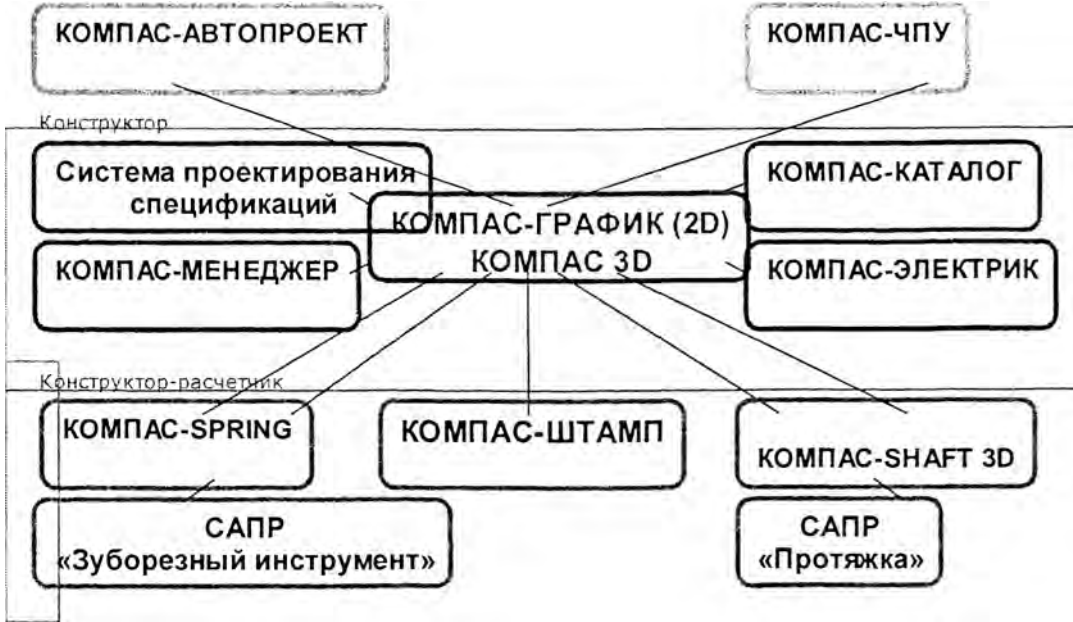 КОМПАС-АВТОПРОЕКТ
КОМПАС-ЧПУ
Конструктор
Система проектирования
спецификаций
КОМПАС-КАТАЛОГ
КОМПАС-ГРАФИК (2D)
КОМПАС 3D
КОМПАС-МЕНЕДЖЕР
КОМПАС-ЭЛЕКТРИК
Конструктор-расчетчик
КОМПАС-SPRING
КОМПАС-ШТАМП
КОМПАС-SHAFT 3D
САПР
«Зуборезный инструмент»
САПР
«Протяжка»